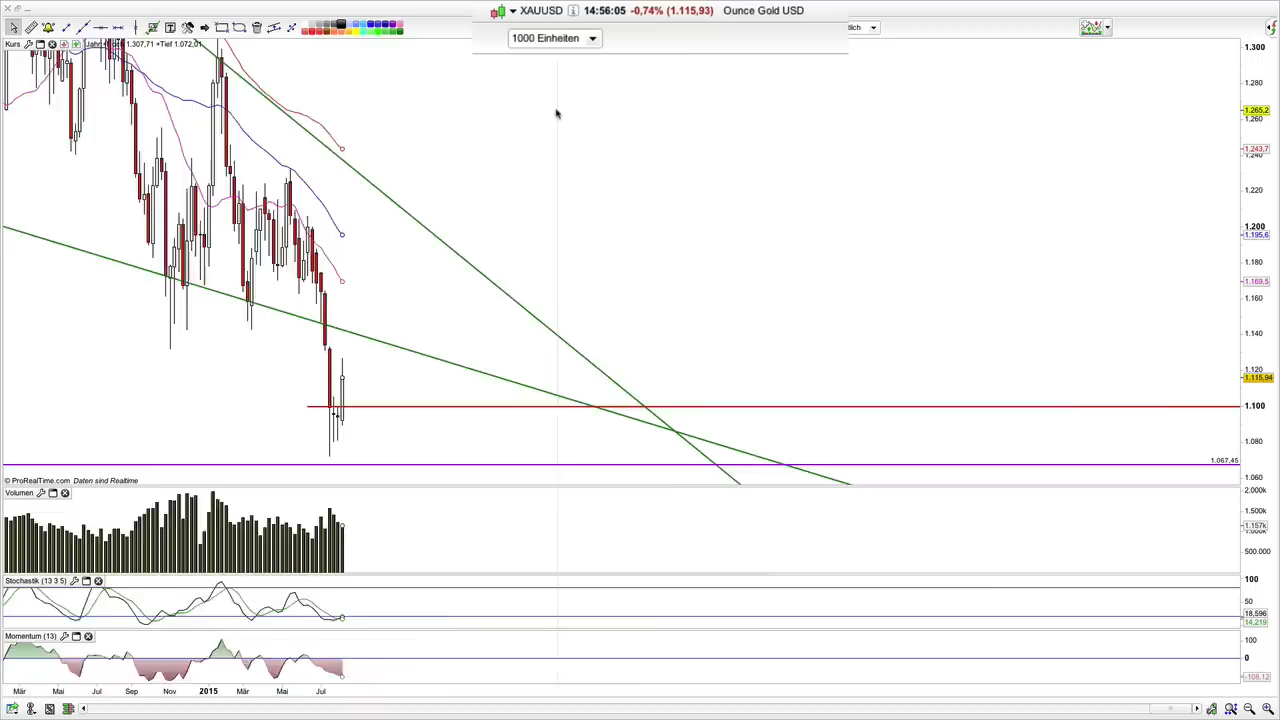 XAUUSD 14:56:05 -0,74% (1.115,93) Ounce Gold USD
1000 Einheiten
Kurs
+Tief 1.072,01
1.300
1.280
1.265,2
1.260
1.243,7
1.240
1.220
1.200
1.195,6
1.180
1.169,5
1.160
1.140
1.120
1.115,94
1.100
1.080
1.067,45
1.060
© ProRealTime.com Daten sind Realtime
Volumen
2.000k
1.500k
1.157k
500.000
Stochastik (13 3 5)
100
50
18,596
14,219
Momentum (13)
100
0
-108,12
Mär Mai Jul Sep Nov 2015 Mär Mai Jul